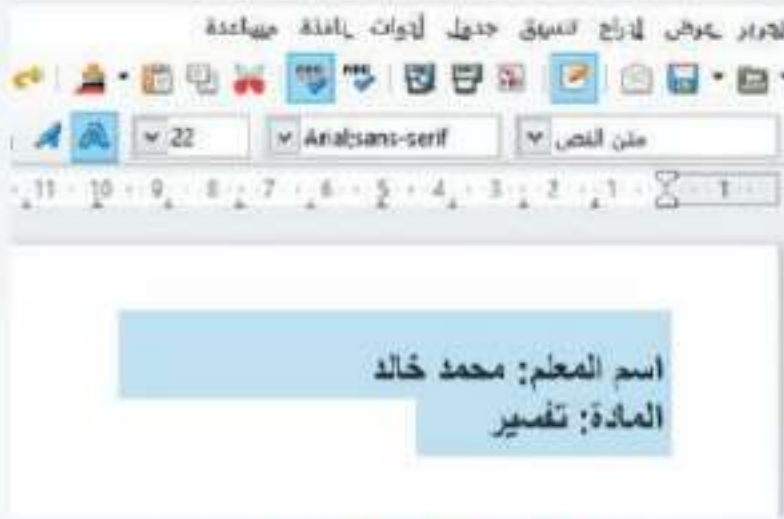 تحرير عرض إدراج تنسيق جدول أدوات نافذة مساعدة
متن النص Arial;sans-serif 22
1 1 2 3 4 5 6 7 8 9 10 11
اسم المعلم: محمد خالد
المادة: تفسير